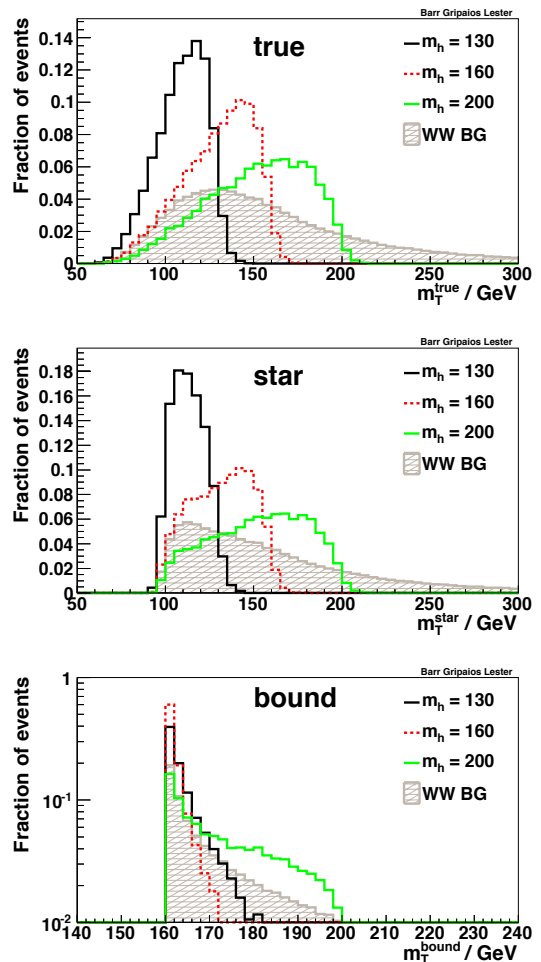 Barr Gripaios Lester
true
m_h = 130
m_h = 160
m_h = 200
WW BG
Fraction of events
0.14
0.12
0.1
0.08
0.06
0.04
0.02
0
50 100 150 200 250 300
m_T^true / GeV
Barr Gripaios Lester
star
m_h = 130
m_h = 160
m_h = 200
WW BG
Fraction of events
0.18
0.16
0.14
0.12
0.1
0.08
0.06
0.04
0.02
0
50 100 150 200 250 300
m_T^star / GeV
Barr Gripaios Lester
bound
m_h = 130
m_h = 160
m_h = 200
WW BG
Fraction of events
1
10^-1
10^-2
140 150 160 170 180 190 200 210 220 230 240
m_T^bound / GeV